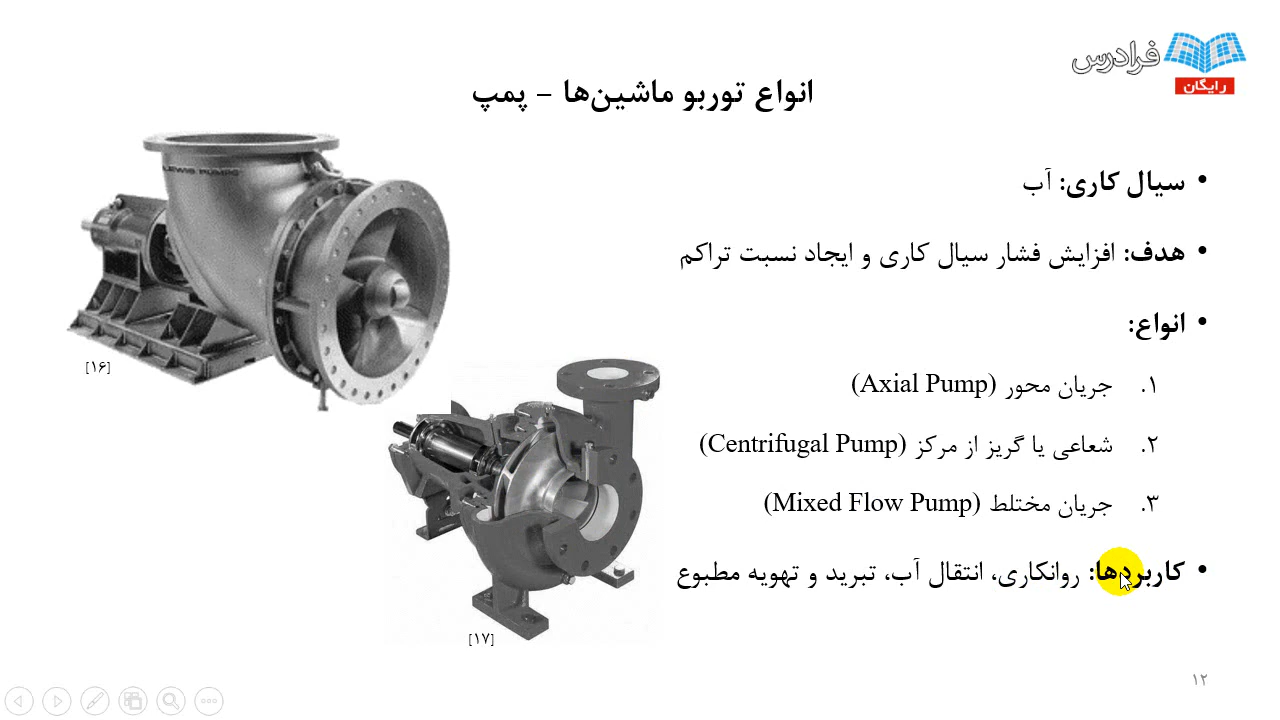 فرادرس
رایگان
انواع توربو ماشین‌ها – پمپ
• سیال کاری: آب
• هدف: افزایش فشار سیال کاری و ایجاد نسبت تراکم
• انواع:
۱. جریان محور (Axial Pump)
۲. شعاعی یا گریز از مرکز (Centrifugal Pump)
۳. جریان مختلط (Mixed Flow Pump)
• کاربردها: روانکاری، انتقال آب، تبرید و تهویه مطبوع
LEWIS PUMPS
[۱۶]
[۱۷]
۱۲